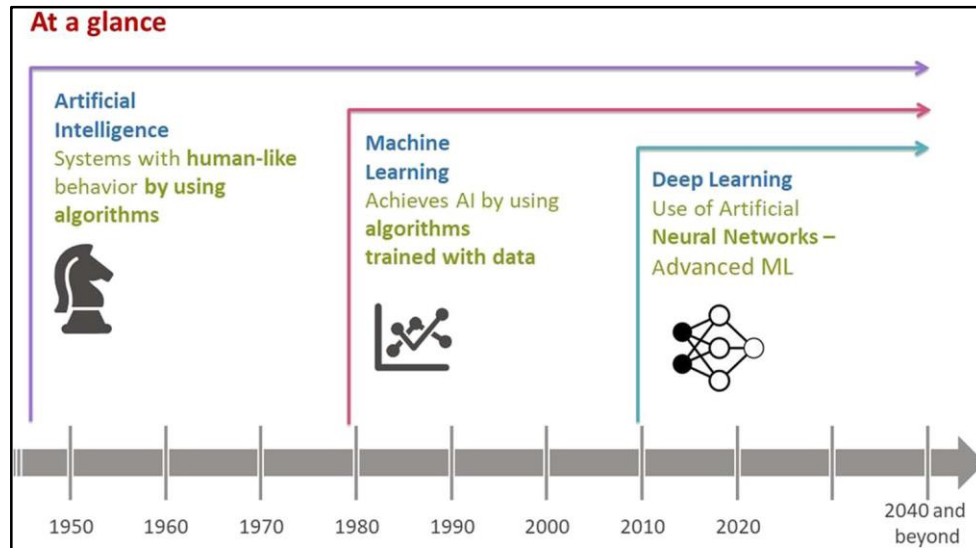 At a glance
Artificial
Intelligence
Systems with human-like
behavior by using
algorithms
Machine
Learning
Achieves AI by using
algorithms
trained with data
Deep Learning
Use of Artificial
Neural Networks –
Advanced ML
1950
1960
1970
1980
1990
2000
2010
2020
2040 and
beyond